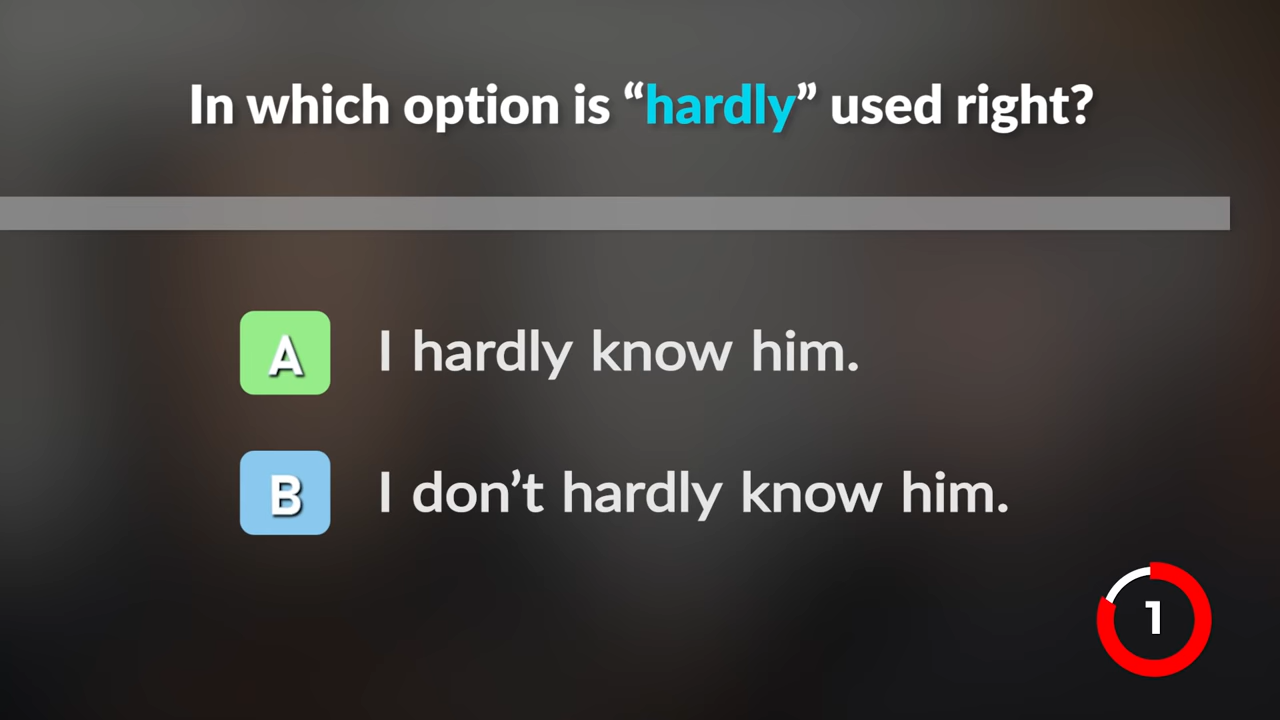 In which option is “hardly” used right?
A I hardly know him.
B I don’t hardly know him.
1